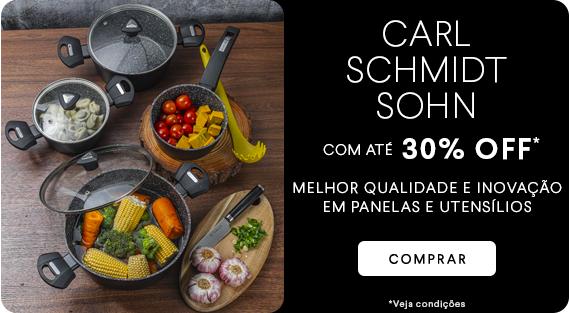 CARL
SCHMIDT
SOHN
COM ATÉ 30% OFF*
MELHOR QUALIDADE E INOVAÇÃO
EM PANELAS E UTENSÍLIOS
COMPRAR
*Veja condições